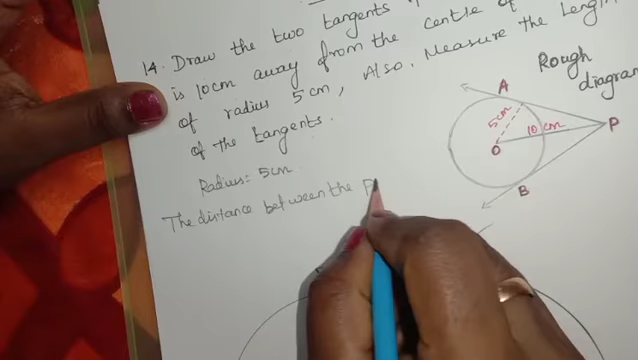 14. Draw the two tangents
is 10cm away from the centre of
of radius 5cm, Also, Measure the Length
of the tangents.
Rough
diagram
A
5cm
10 cm
P
O
B
Radius = 5cm
The distance between the P